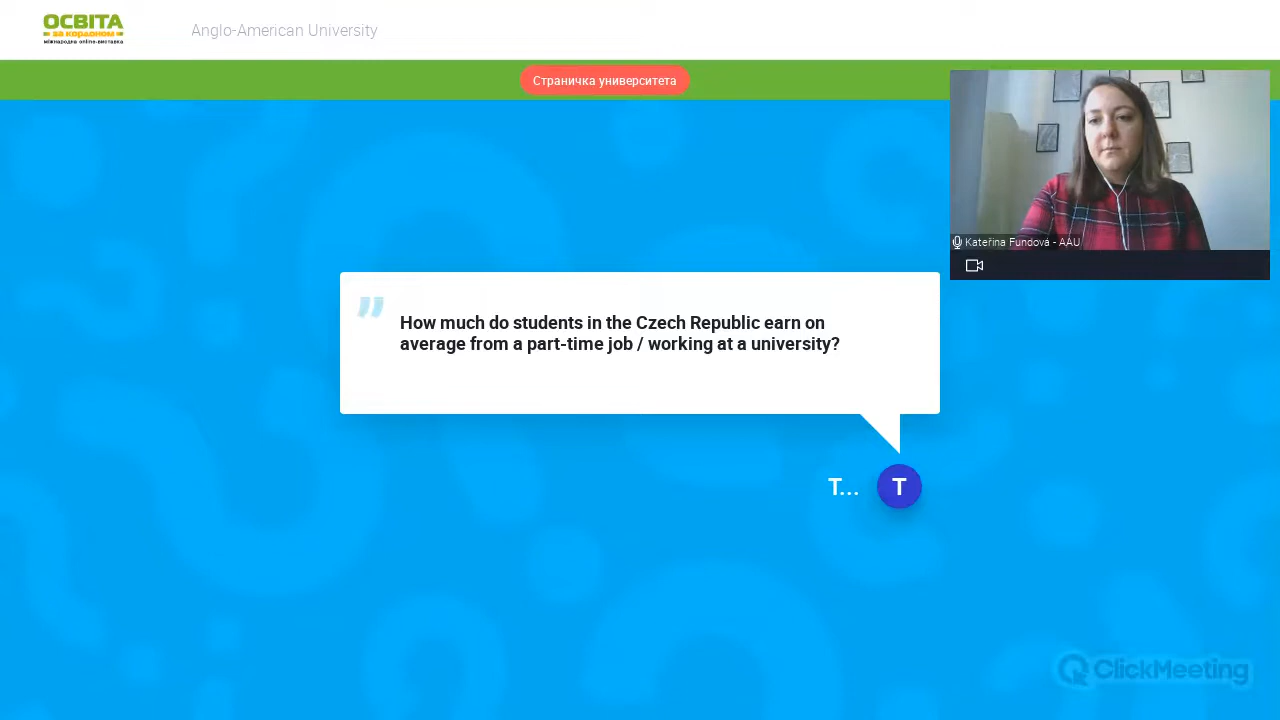 ОСВІТА
за кордоном
міжнародна online-виставка
Anglo-American University
Страничка университета
Kateřina Fundová - AAU
How much do students in the Czech Republic earn on
average from a part-time job / working at a university?
T...
T
ClickMeeting